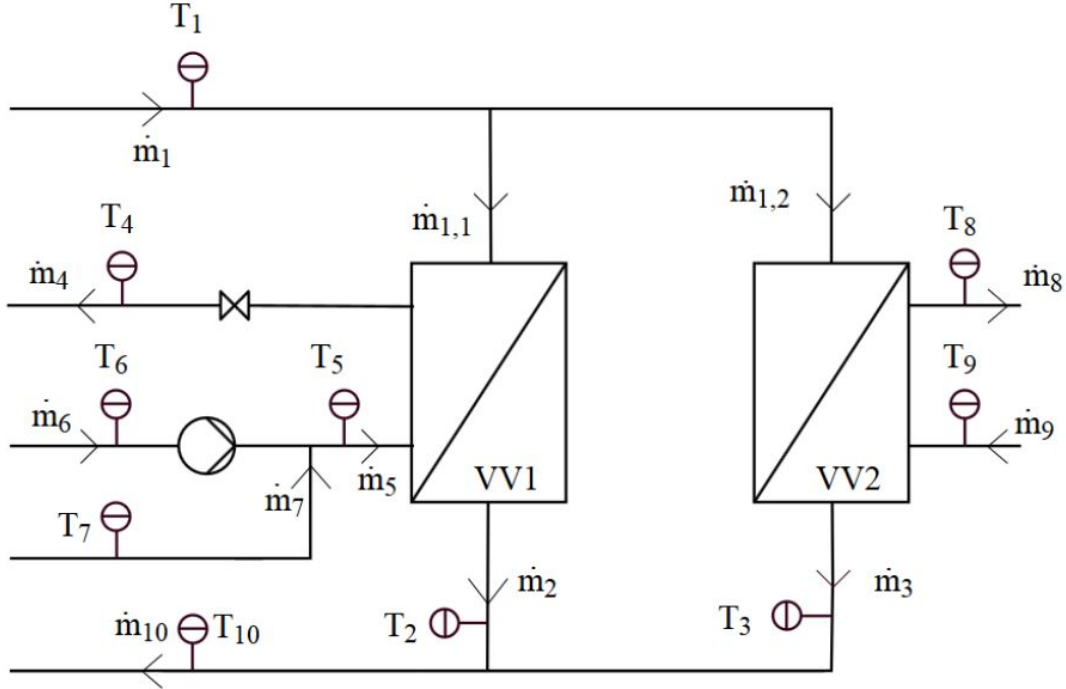 T₁
ṁ₁
T₄
ṁ₁,₁
ṁ₁,₂
T₈
ṁ₄
ṁ₈
T₆
T₅
T₉
ṁ₆
ṁ₉
ṁ₇
ṁ₅
VV1
VV2
T₇
ṁ₂
ṁ₃
ṁ₁₀
T₁₀
T₂
T₃